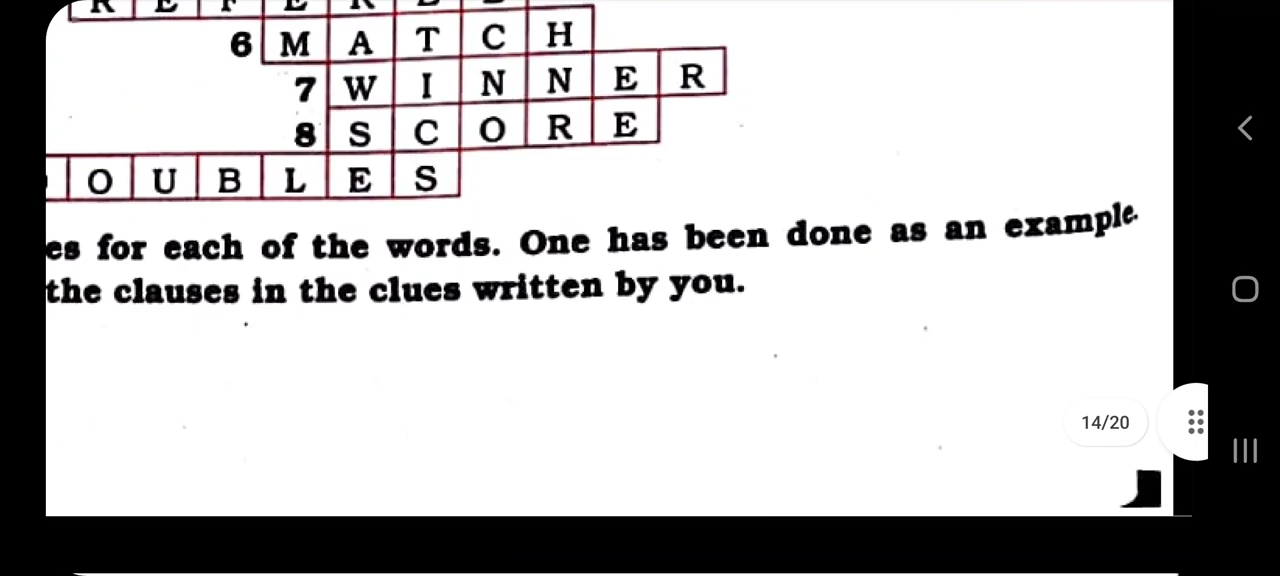 R E F E R E E
6 M A T C H
7 W I N N E R
8 S C O R E
O U B L E S
es for each of the words. One has been done as an example.
the clauses in the clues written by you.
14/20